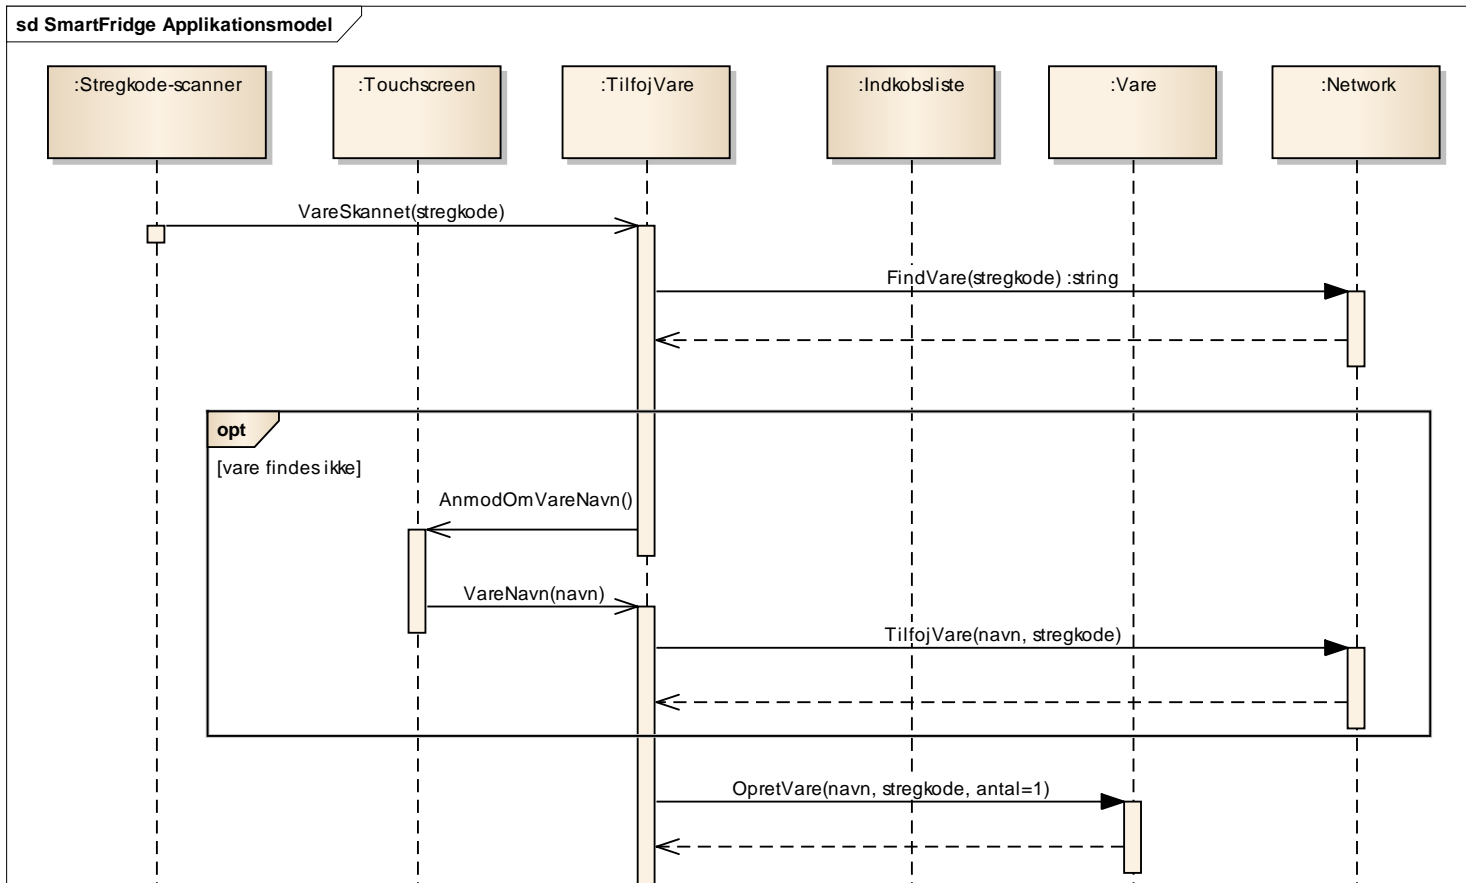 sd SmartFridge Applikationsmodel
:Stregkode-scanner
:Touchscreen
:TilfojVare
:Indkobsliste
:Vare
:Network
VareSkannet(stregkode)
FindVare(stregkode) :string
opt
[vare findes ikke]
AnmodOmVareNavn()
VareNavn(navn)
TilfojVare(navn, stregkode)
OpretVare(navn, stregkode, antal=1)